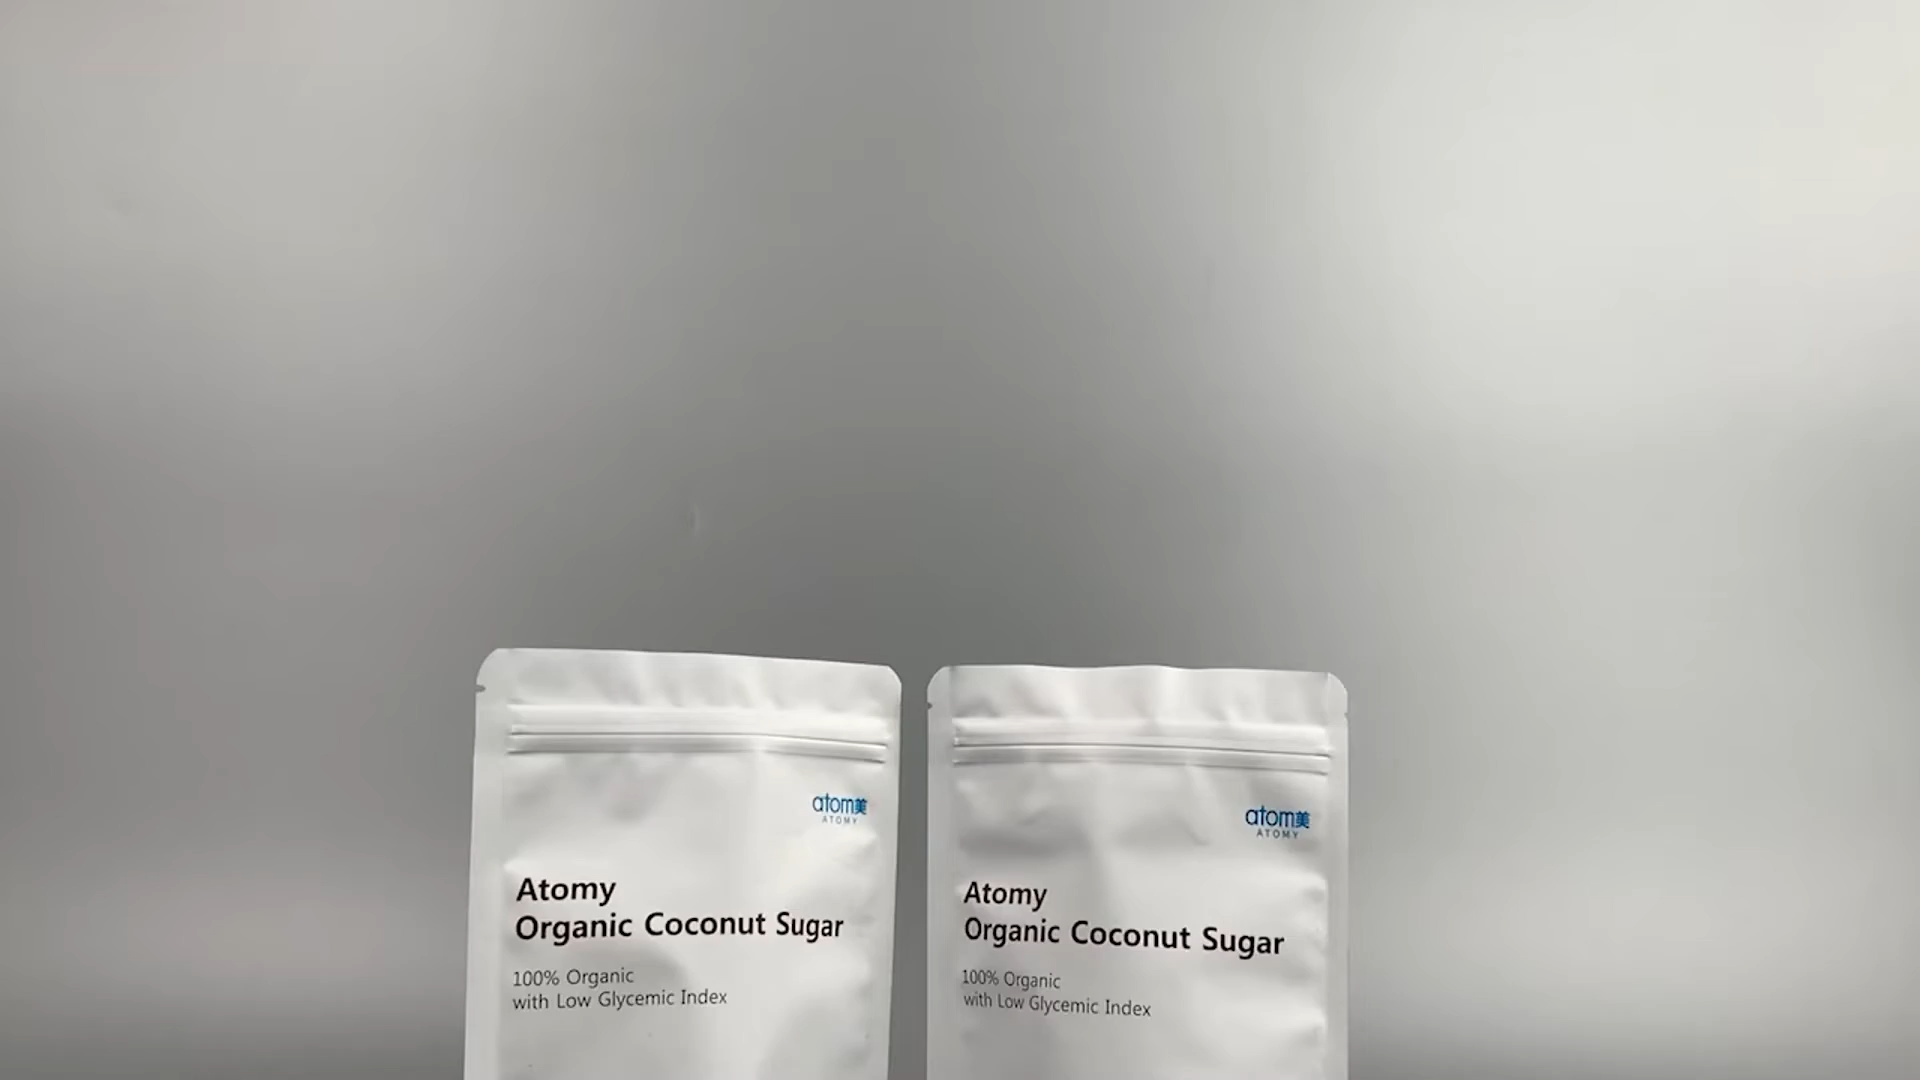 atom美
ATOMY
Atomy
Organic Coconut Sugar
100% Organic
with Low Glycemic Index
atom美
ATOMY
Atomy
Organic Coconut Sugar
100% Organic
with Low Glycemic Index